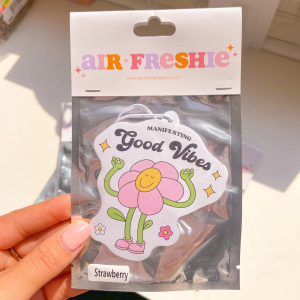 AIR FRESHIE
MANIFESTING
Good Vibes
Strawberry